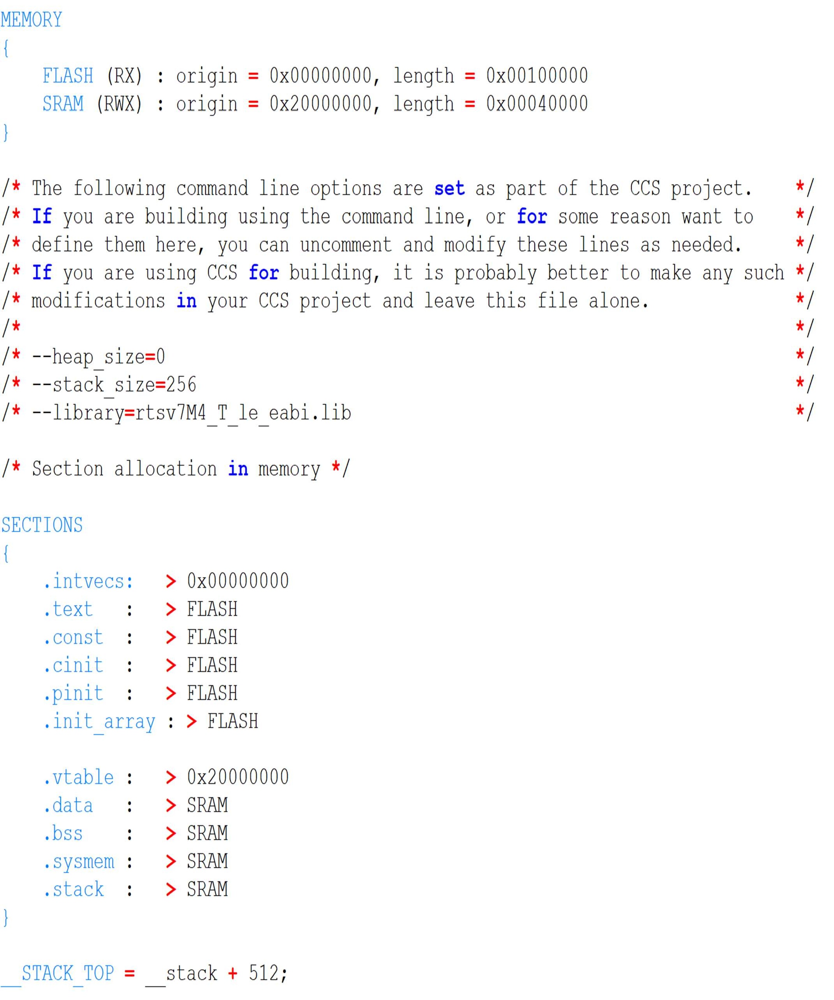 MEMORY
{
    FLASH (RX) : origin = 0x00000000, length = 0x00100000
    SRAM (RWX) : origin = 0x20000000, length = 0x00040000
}

/* The following command line options are set as part of the CCS project.    */
/* If you are building using the command line, or for some reason want to    */
/* define them here, you can uncomment and modify these lines as needed.     */
/* If you are using CCS for building, it is probably better to make any such */
/* modifications in your CCS project and leave this file alone.              */
/*                                                                           */
/* --heap_size=0                                                             */
/* --stack_size=256                                                          */
/* --library=rtsv7M4_T_le_eabi.lib                                           */

/* Section allocation in memory */

SECTIONS
{
    .intvecs:   > 0x00000000
    .text   :   > FLASH
    .const  :   > FLASH
    .cinit  :   > FLASH
    .pinit  :   > FLASH
    .init_array : > FLASH

    .vtable :   > 0x20000000
    .data   :   > SRAM
    .bss    :   > SRAM
    .sysmem :   > SRAM
    .stack  :   > SRAM
}

__STACK_TOP = __stack + 512;